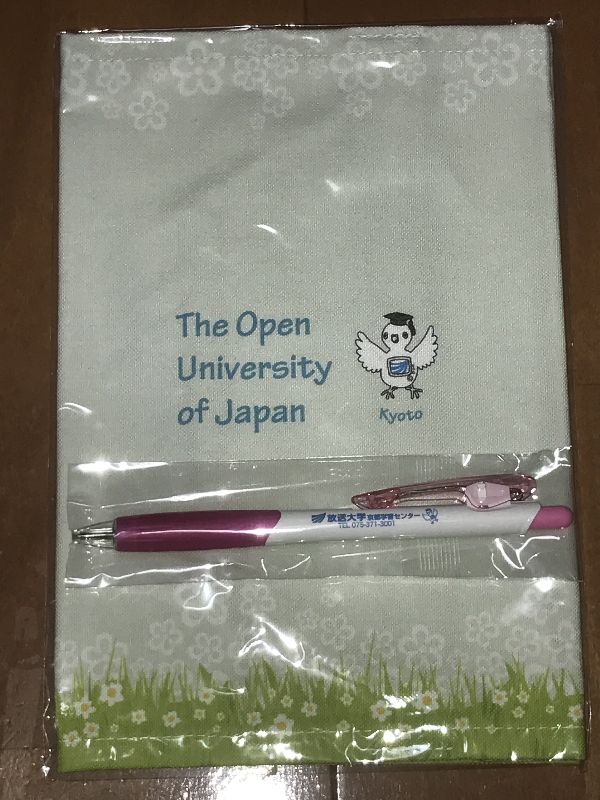 The Open
University
of Japan
Kyoto
放送大学 京都学習センター
TEL 075-371-3001